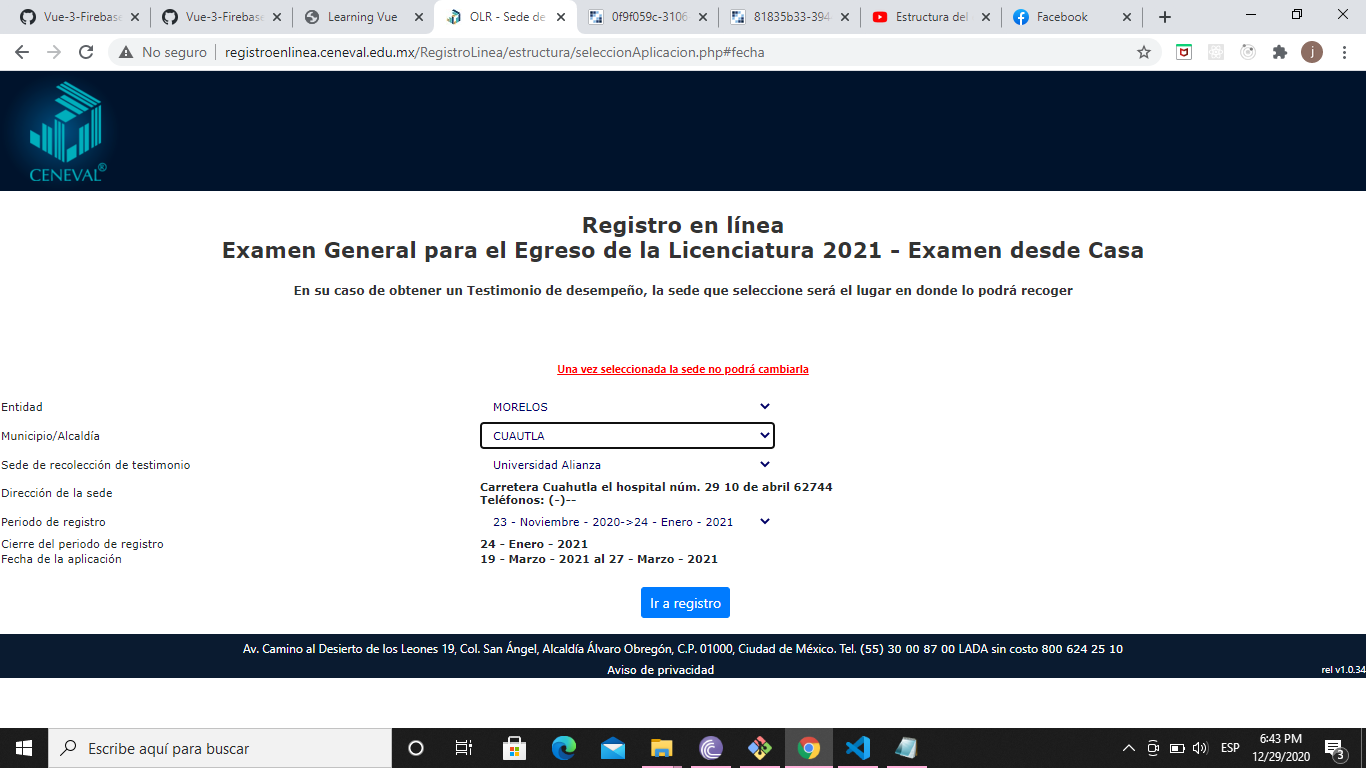 Vue-3-Firebase
Vue-3-Firebase
Learning Vue
OLR - Sede de
0f9f059c-3106
81835b33-394
Estructura del
Facebook
No seguro
registroenlinea.ceneval.edu.mx/RegistroLinea/estructura/seleccionAplicacion.php#fecha
j
CENEVAL®
Registro en línea
Examen General para el Egreso de la Licenciatura 2021 - Examen desde Casa
En su caso de obtener un Testimonio de desempeño, la sede que seleccione será el lugar en donde lo podrá recoger
Una vez seleccionada la sede no podrá cambiarla
Entidad MORELOS
Municipio/Alcaldía CUAUTLA
Sede de recolección de testimonio Universidad Alianza
Dirección de la sede Carretera Cuahutla el hospital núm. 29 10 de abril 62744
Teléfonos: (-)--
Periodo de registro 23 - Noviembre - 2020->24 - Enero - 2021
Cierre del periodo de registro 24 - Enero - 2021
Fecha de la aplicación 19 - Marzo - 2021 al 27 - Marzo - 2021
Ir a registro
Av. Camino al Desierto de los Leones 19, Col. San Ángel, Alcaldía Álvaro Obregón, C.P. 01000, Ciudad de México. Tel. (55) 30 00 87 00 LADA sin costo 800 624 25 10
Aviso de privacidad
rel v1.0.34
Escribe aquí para buscar
ESP
6:43 PM
12/29/2020
3